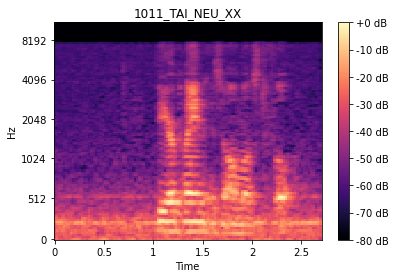 1011_TAI_NEU_XX
Hz
8192
4096
2048
1024
512
0
0
0.5
1
1.5
2
2.5
Time
+0 dB
-10 dB
-20 dB
-30 dB
-40 dB
-50 dB
-60 dB
-70 dB
-80 dB